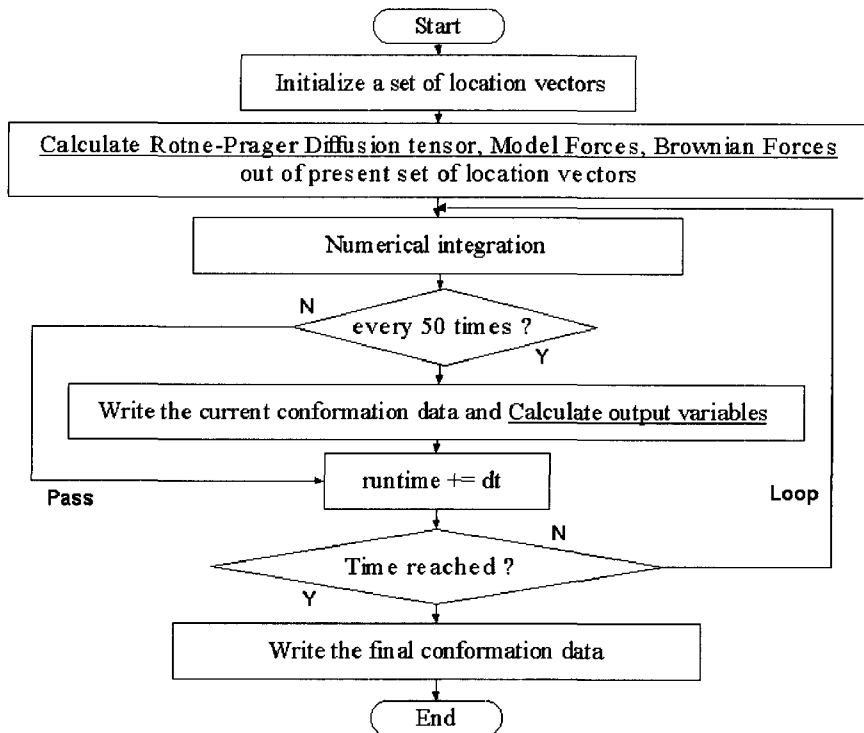 Start
Initialize a set of location vectors
Calculate Rotne-Prager Diffusion tensor, Model Forces, Brownian Forces
out of present set of location vectors
Numerical integration
N
every 50 times ?
Y
Write the current conformation data and Calculate output variables
runtime += dt
Pass
Loop
N
Time reached ?
Y
Write the final conformation data
End